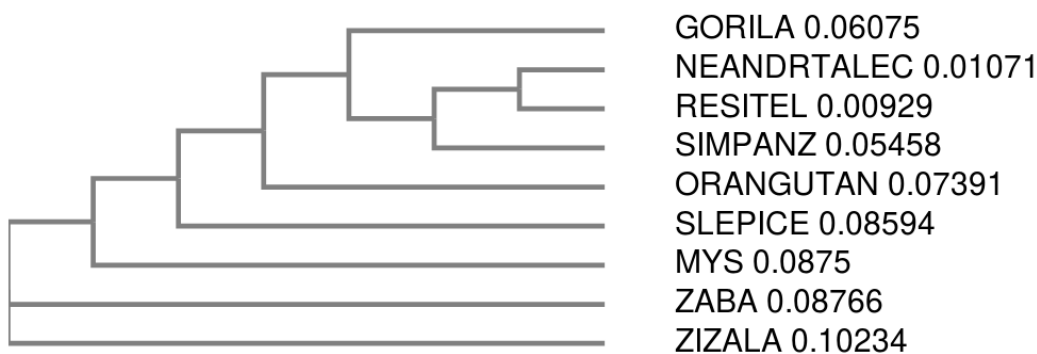 GORILA 0.06075
NEANDRTALEC 0.01071
RESITEL 0.00929
SIMPANZ 0.05458
ORANGUTAN 0.07391
SLEPICE 0.08594
MYS 0.0875
ZABA 0.08766
ZIZALA 0.10234